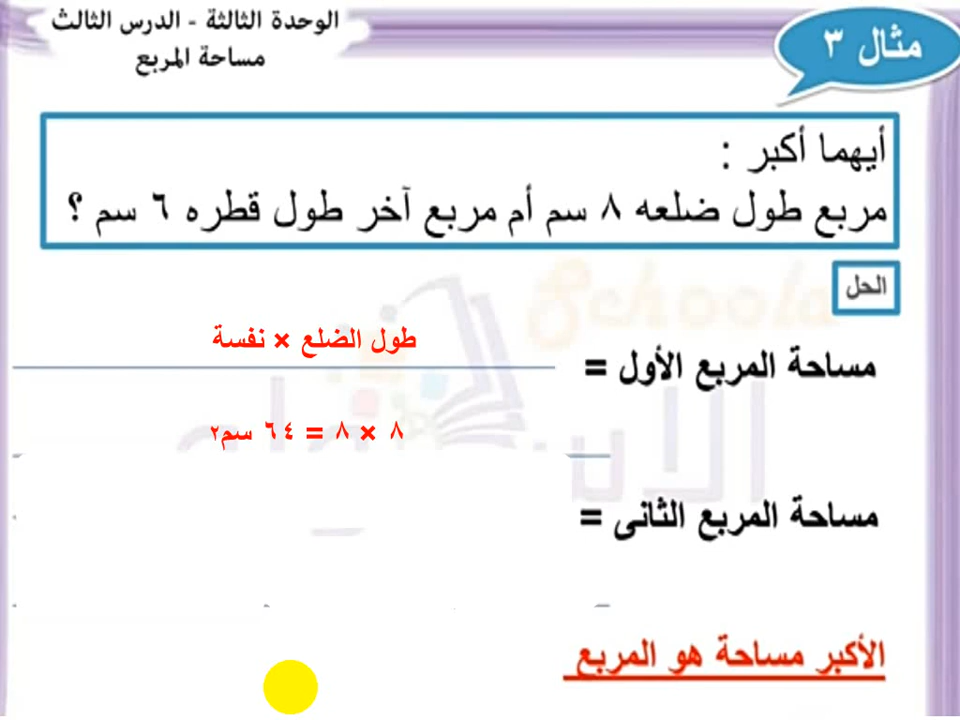 الوحدة الثالثة - الدرس الثالث
مساحة المربع
مثال ٣
أيهما أكبر :
مربع طول ضلعه ٨ سم أم مربع آخر طول قطره ٦ سم ؟
الحل
Schoola
طول الضلع × نفسة
مساحة المربع الأول =
٨ × ٨ = ٦٤ سم٢
مساحة المربع الثانى =
الأكبر مساحة هو المربع